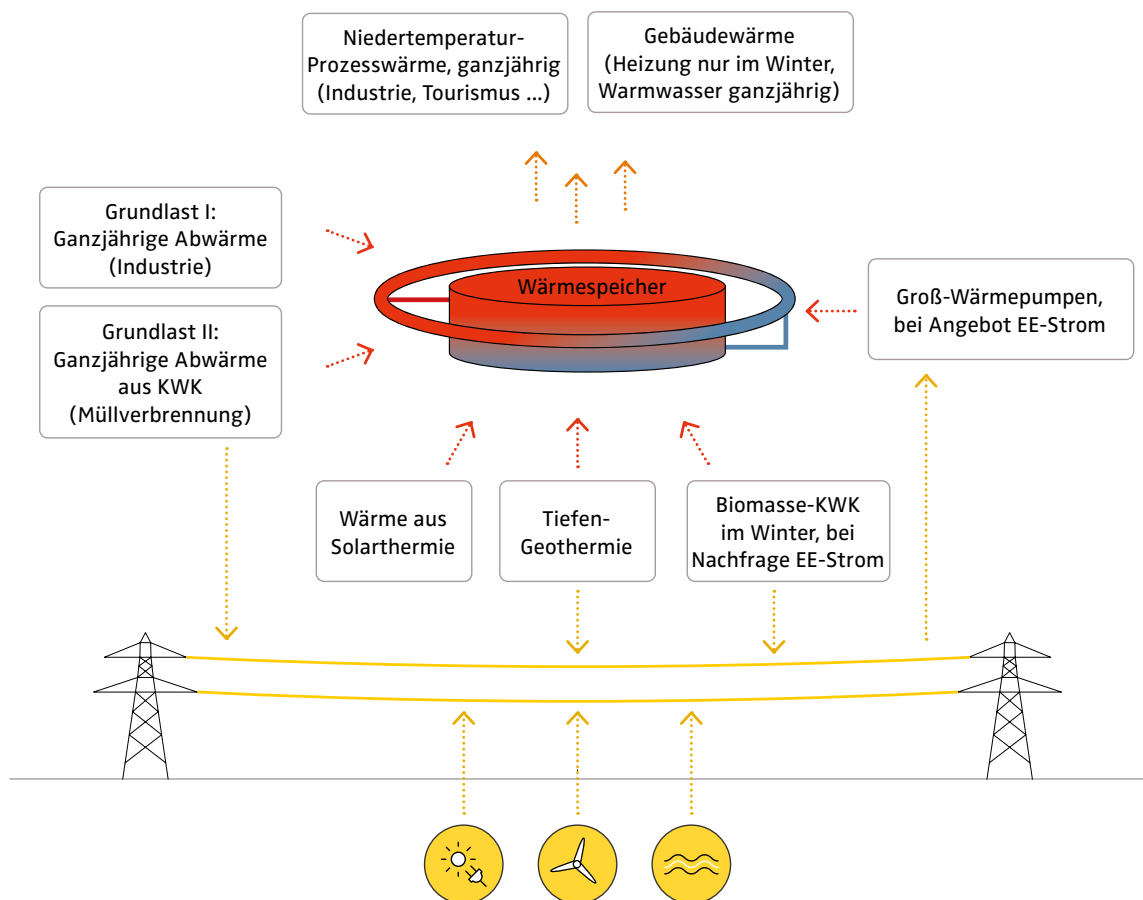 Niedertemperatur-
Prozesswärme, ganzjährig
(Industrie, Tourismus ...)
Gebäudewärme
(Heizung nur im Winter,
Warmwasser ganzjährig)
Grundlast I:
Ganzjährige Abwärme
(Industrie)
Wärmespeicher
Groß-Wärmepumpen,
bei Angebot EE-Strom
Grundlast II:
Ganzjährige Abwärme
aus KWK
(Müllverbrennung)
Wärme aus
Solarthermie
Tiefen-
Geothermie
Biomasse-KWK
im Winter, bei
Nachfrage EE-Strom